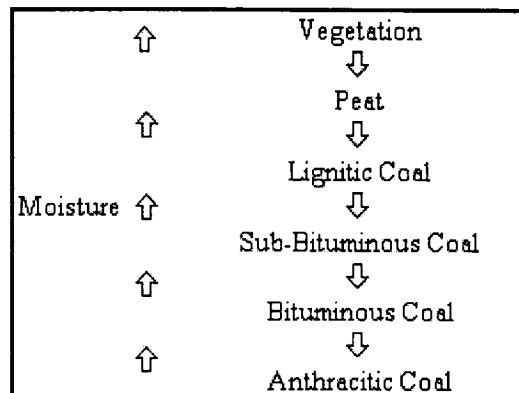 Vegetation
Peat
Lignitic Coal
Moisture
Sub-Bituminous Coal
Bituminous Coal
Anthracitic Coal